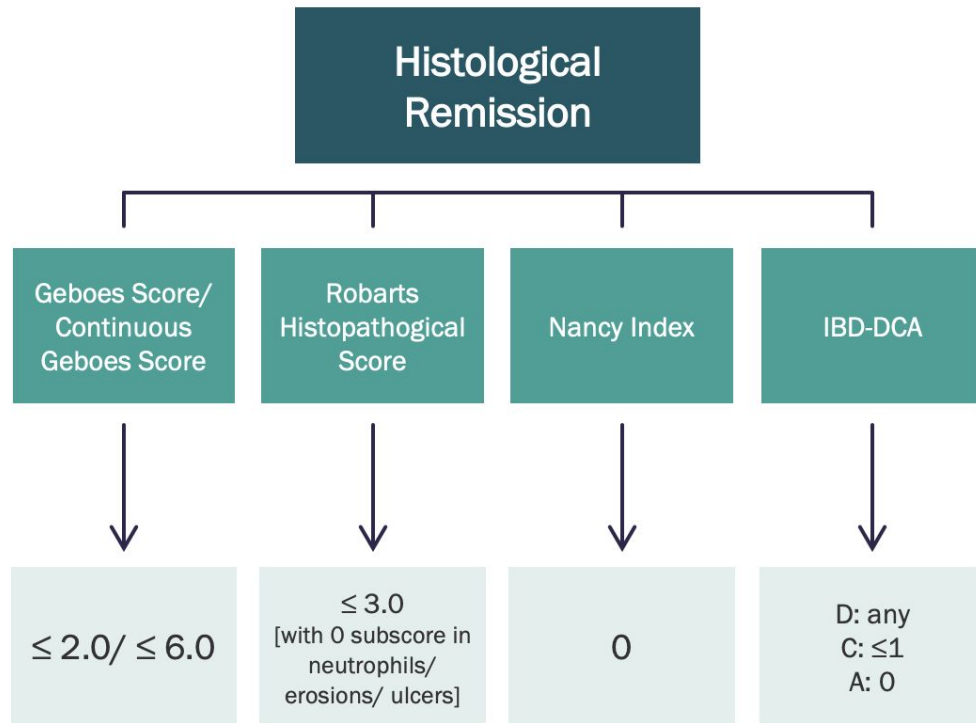 Histological
Remission
Geboes Score/
Continuous
Geboes Score
Robarts
Histopathogical
Score
Nancy Index
IBD-DCA
≤ 2.0/ ≤ 6.0
≤ 3.0
[with 0 subscore in
neutrophils/
erosions/ ulcers]
0
D: any
C: ≤1
A: 0